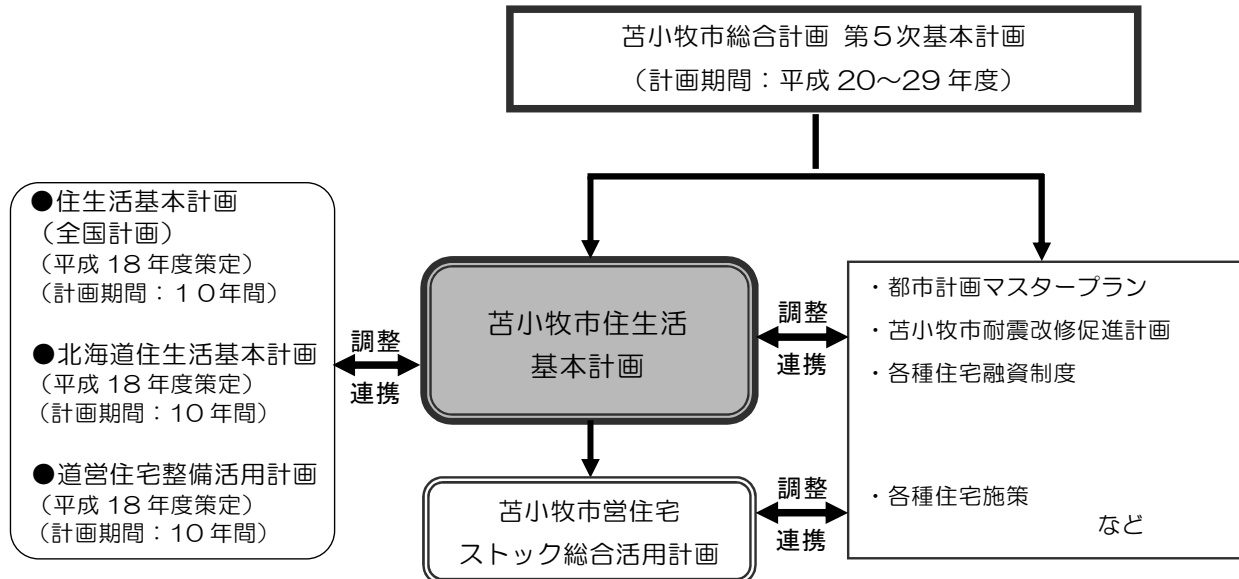 苫小牧市総合計画 第５次基本計画
（計画期間：平成 20～29 年度）
●住生活基本計画
（全国計画）
（平成 18 年度策定）
（計画期間：１０年間）
●北海道住生活基本計画
（平成 18 年度策定）
（計画期間：10 年間）
●道営住宅整備活用計画
（平成 18 年度策定）
（計画期間：10 年間）
調整
連携
苫小牧市住生活
基本計画
調整
連携
・都市計画マスタープラン
・苫小牧市耐震改修促進計画
・各種住宅融資制度
・各種住宅施策
など
苫小牧市営住宅
ストック総合活用計画
調整
連携